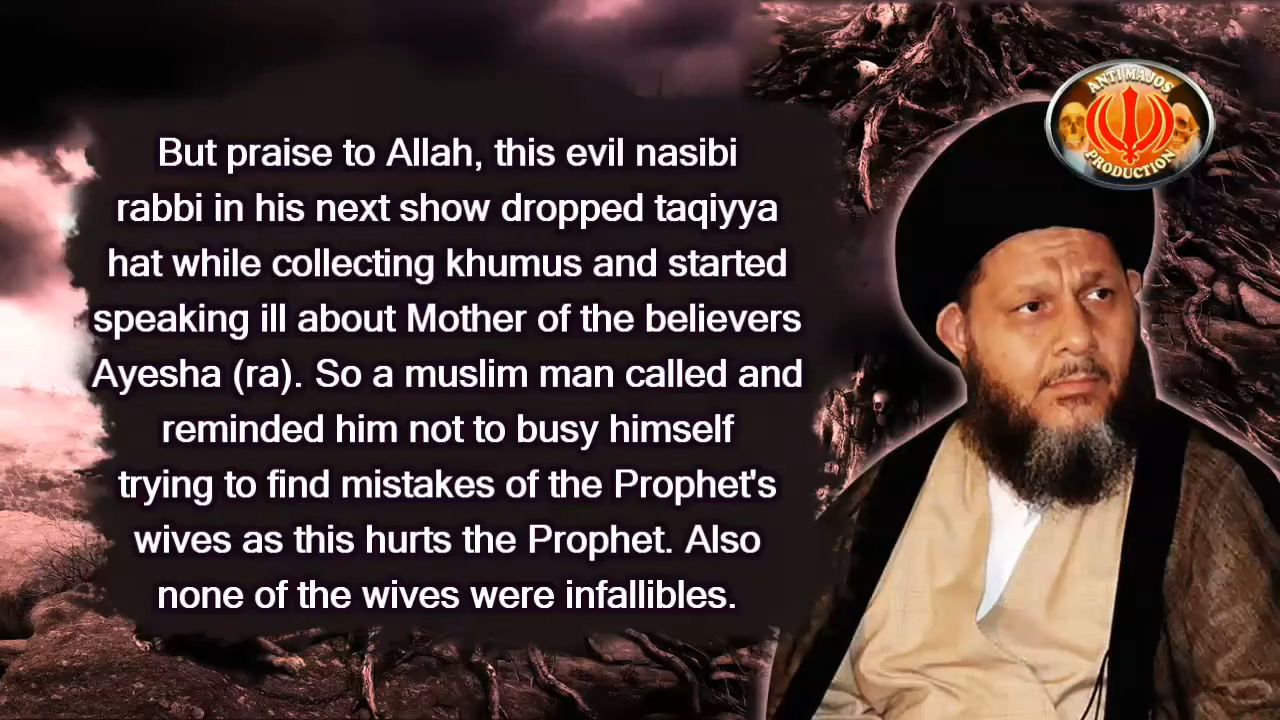 ANTI MAJOS
PRODUCTION
But praise to Allah, this evil nasibi
rabbi in his next show dropped taqiyya
hat while collecting khumus and started
speaking ill about Mother of the believers
Ayesha (ra). So a muslim man called and
reminded him not to busy himself
trying to find mistakes of the Prophet's
wives as this hurts the Prophet. Also
none of the wives were infallibles.